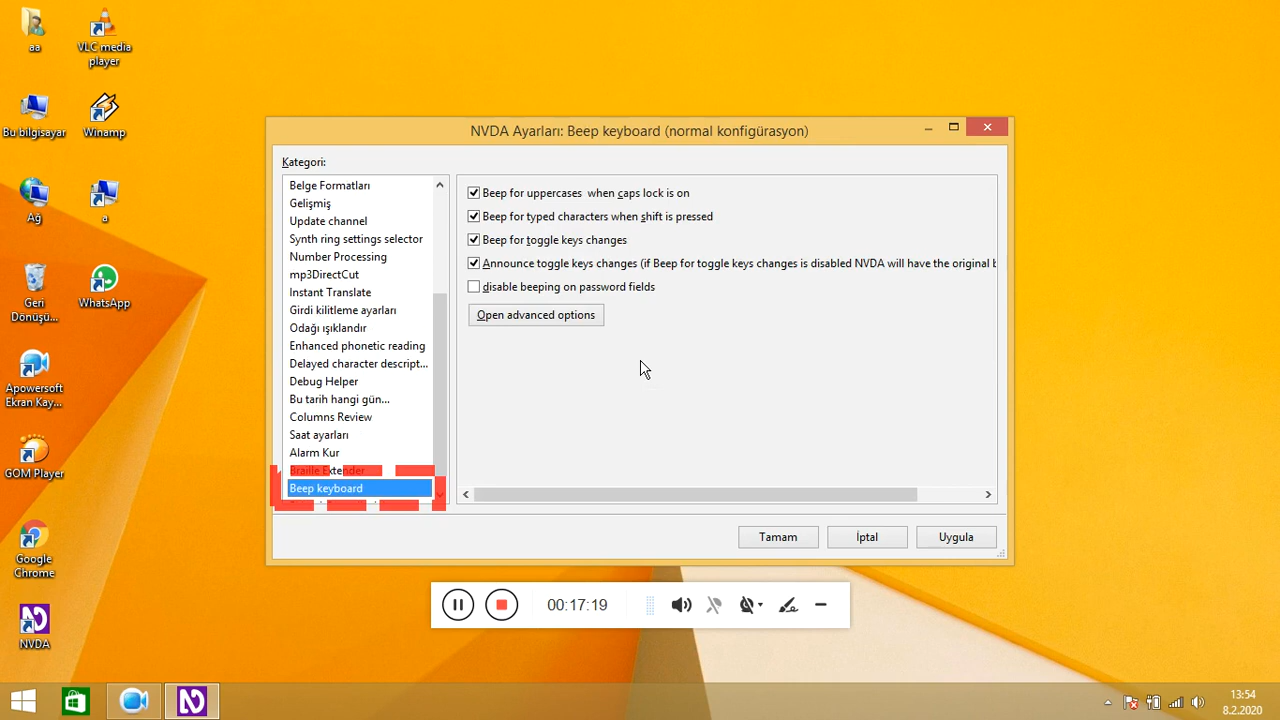 aa
VLC media
player
Bu bilgisayar
Winamp
Ağ
a
Geri
Dönüşü...
WhatsApp
Apowersoft
Ekran Kay...
GOM Player
Google
Chrome
NVDA
NVDA Ayarları: Beep keyboard (normal konfigürasyon)
Kategori:
Belge Formatları
Gelişmiş
Update channel
Synth ring settings selector
Number Processing
mp3DirectCut
Instant Translate
Girdi kilitleme ayarları
Odağı ışıklandır
Enhanced phonetic reading
Delayed character descript...
Debug Helper
Bu tarih hangi gün...
Columns Review
Saat ayarları
Alarm Kur
Braille Extender
Beep keyboard
Beep for uppercases when caps lock is on
Beep for typed characters when shift is pressed
Beep for toggle keys changes
Announce toggle keys changes (if Beep for toggle keys changes is disabled NVDA will have the original b
disable beeping on password fields
Open advanced options
Tamam
İptal
Uygula
00:17:19
13:54
8.2.2020